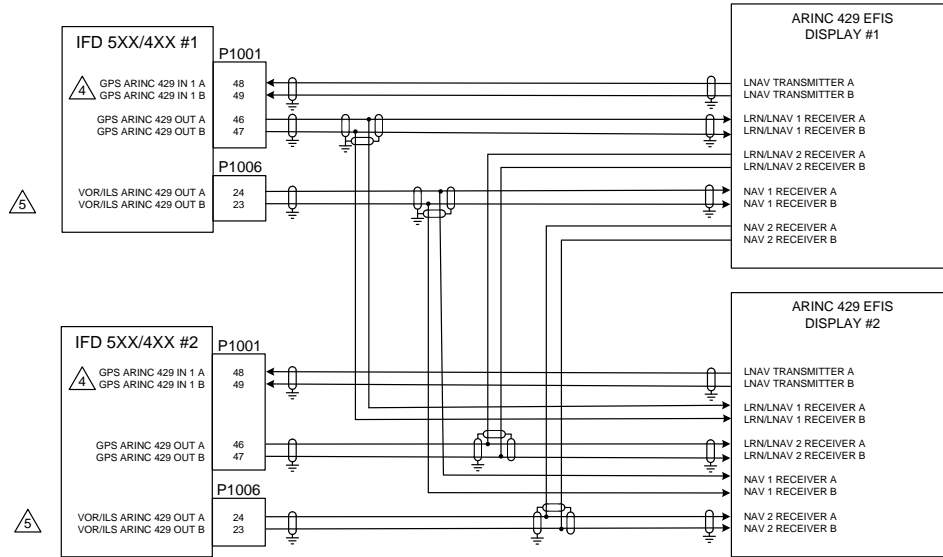 IFD 5XX/4XX #1
P1001
4
GPS ARINC 429 IN 1 A 48
GPS ARINC 429 IN 1 B 49
GPS ARINC 429 OUT A 46
GPS ARINC 429 OUT B 47
P1006
5
VOR/ILS ARINC 429 OUT A 24
VOR/ILS ARINC 429 OUT B 23
ARINC 429 EFIS
DISPLAY #1
LNAV TRANSMITTER A
LNAV TRANSMITTER B
LRN/LNAV 1 RECEIVER A
LRN/LNAV 1 RECEIVER B
LRN/LNAV 2 RECEIVER A
LRN/LNAV 2 RECEIVER B
NAV 1 RECEIVER A
NAV 1 RECEIVER B
NAV 2 RECEIVER A
NAV 2 RECEIVER B
IFD 5XX/4XX #2
P1001
4
GPS ARINC 429 IN 1 A 48
GPS ARINC 429 IN 1 B 49
GPS ARINC 429 OUT A 46
GPS ARINC 429 OUT B 47
P1006
5
VOR/ILS ARINC 429 OUT A 24
VOR/ILS ARINC 429 OUT B 23
ARINC 429 EFIS
DISPLAY #2
LNAV TRANSMITTER A
LNAV TRANSMITTER B
LRN/LNAV 1 RECEIVER A
LRN/LNAV 1 RECEIVER B
LRN/LNAV 2 RECEIVER A
LRN/LNAV 2 RECEIVER B
NAV 1 RECEIVER A
NAV 1 RECEIVER B
NAV 2 RECEIVER A
NAV 2 RECEIVER B